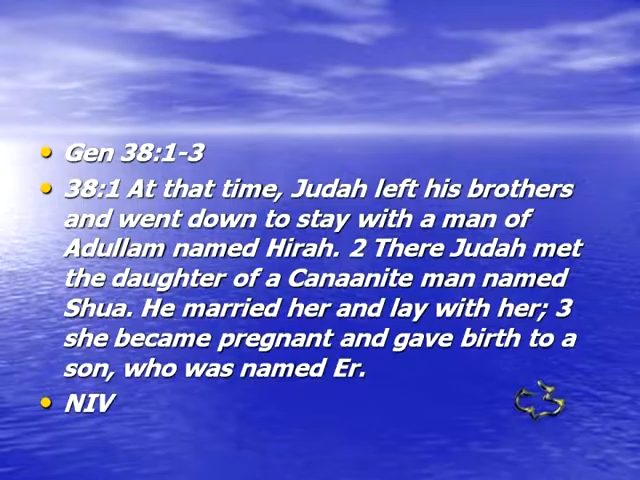 Gen 38:1-3
38:1 At that time, Judah left his brothers
and went down to stay with a man of
Adullam named Hirah. 2 There Judah met
the daughter of a Canaanite man named
Shua. He married her and lay with her; 3
she became pregnant and gave birth to a
son, who was named Er.
NIV